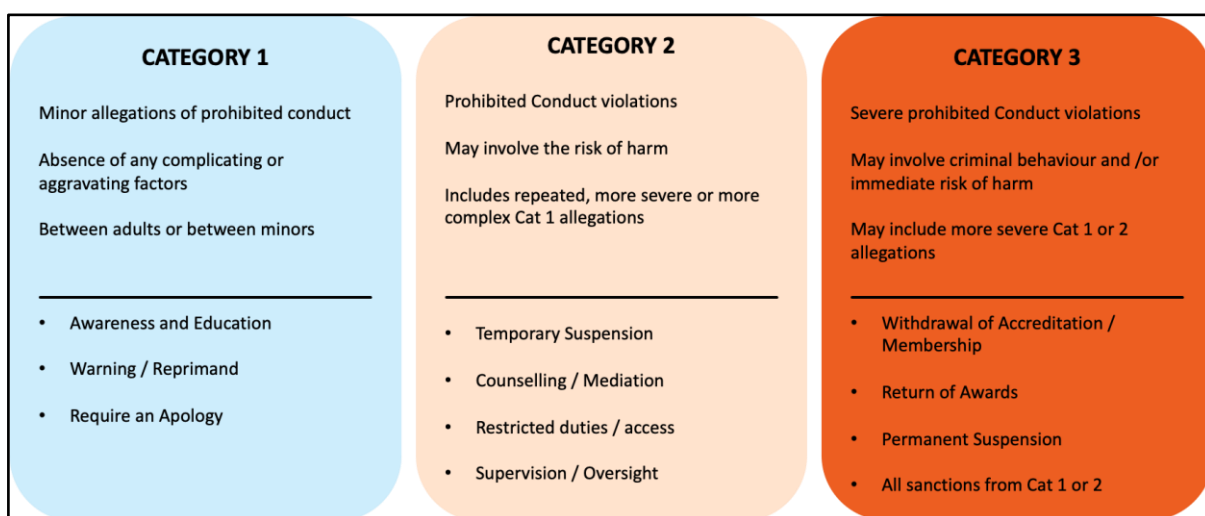 CATEGORY 1
Minor allegations of prohibited conduct
Absence of any complicating or
aggravating factors
Between adults or between minors
• Awareness and Education
• Warning / Reprimand
• Require an Apology
CATEGORY 2
Prohibited Conduct violations
May involve the risk of harm
Includes repeated, more severe or more
complex Cat 1 allegations
• Temporary Suspension
• Counselling / Mediation
• Restricted duties / access
• Supervision / Oversight
CATEGORY 3
Severe prohibited Conduct violations
May involve criminal behaviour and /or
immediate risk of harm
May include more severe Cat 1 or 2
allegations
• Withdrawal of Accreditation /
Membership
• Return of Awards
• Permanent Suspension
• All sanctions from Cat 1 or 2